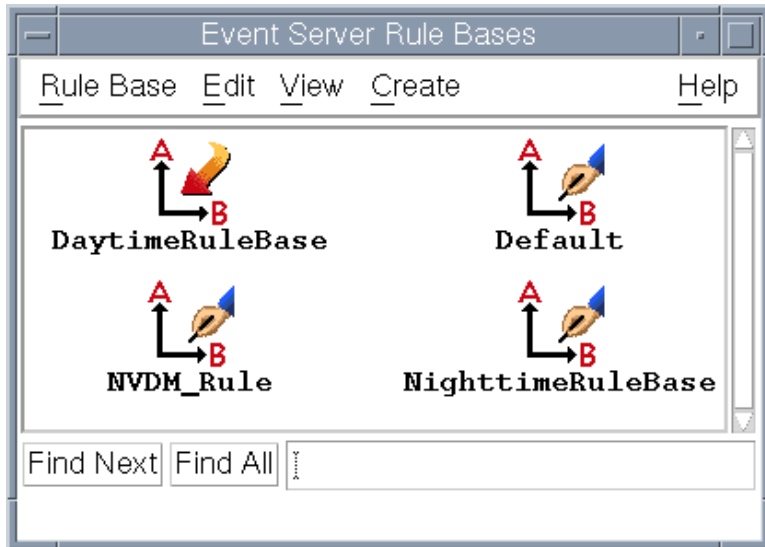 Event Server Rule Bases
Rule Base Edit View Create Help
A A
B B
DaytimeRuleBase Default
A A
B B
NVDM_Rule NighttimeRuleBase
Find Next Find All